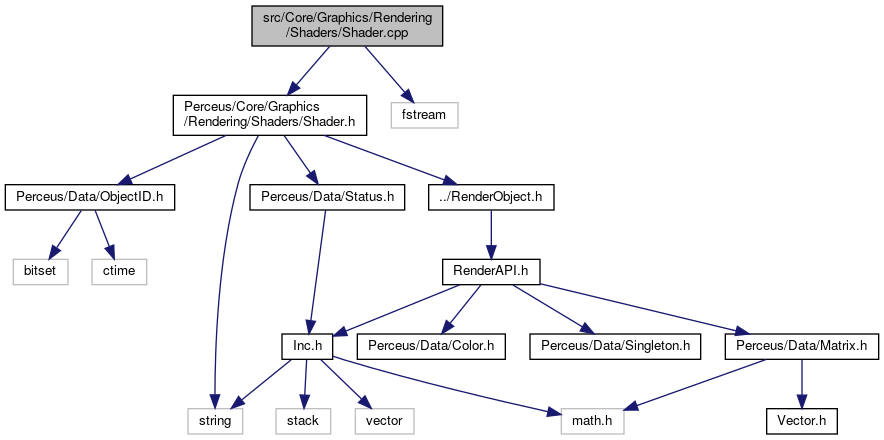 src/Core/Graphics/Rendering
/Shaders/Shader.cpp
Perceus/Core/Graphics
/Rendering/Shaders/Shader.h
fstream
Perceus/Data/ObjectID.h
Perceus/Data/Status.h
../RenderObject.h
bitset
ctime
RenderAPI.h
Inc.h
Perceus/Data/Color.h
Perceus/Data/Singleton.h
Perceus/Data/Matrix.h
string
stack
vector
math.h
Vector.h